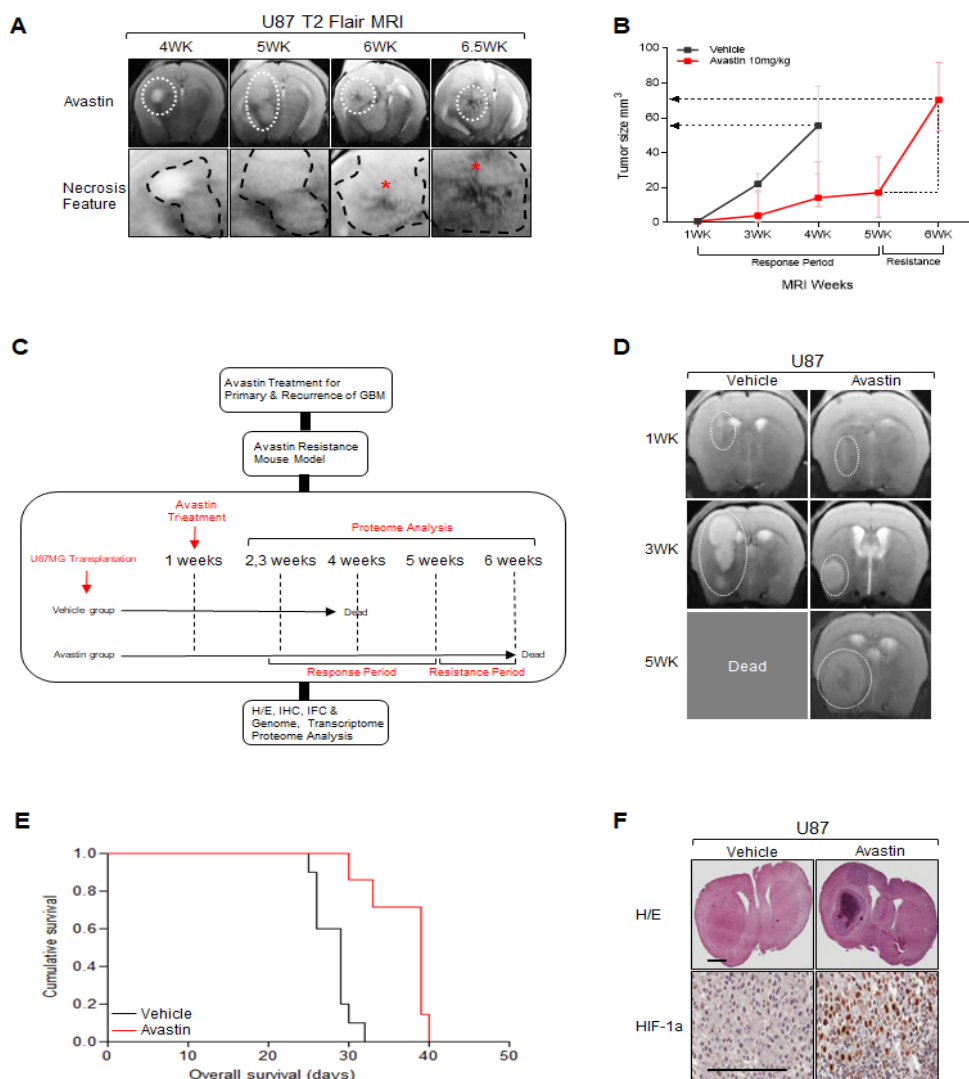 A
U87 T2 Flair MRI
4WK 5WK 6WK 6.5WK
Avastin
Necrosis
Feature
*
*
B
Vehicle
Avastin 10mg/kg
Tumor size mm³
100
80
60
40
20
0
1WK 3WK 4WK 5WK 6WK
Response Period Resistance
MRI Weeks
C
Avastin Treatment for
Primary & Recurrence of GBM
Avastin Resistance
Mouse Model
Avastin
Tr\eatment
Proteome Analysis
U87MG Transplantation
1 weeks 2,3 weeks 4 weeks 5 weeks 6 weeks
Vehicle group
Dead
Avastin group
Dead
Response Period Resistance Period
H/E, IHC, IFC &
Genome, Transcriptome
Proteome Analysis
D
U87
Vehicle Avastin
1WK
3WK
5WK
Dead
E
Cumulative survival
1.0
0.8
0.6
0.4
0.2
0.0
Vehicle
Avastin
0 10 20 30 40 50
Overall survival (days)
F
U87
Vehicle Avastin
H/E
HIF-1a